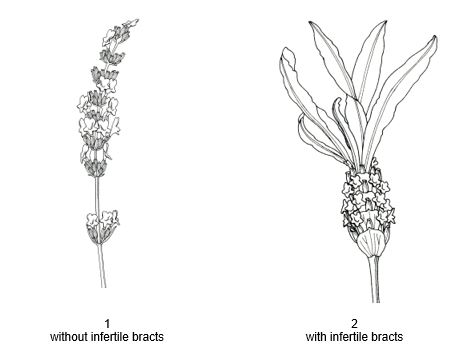 1
without infertile bracts
2
with infertile bracts